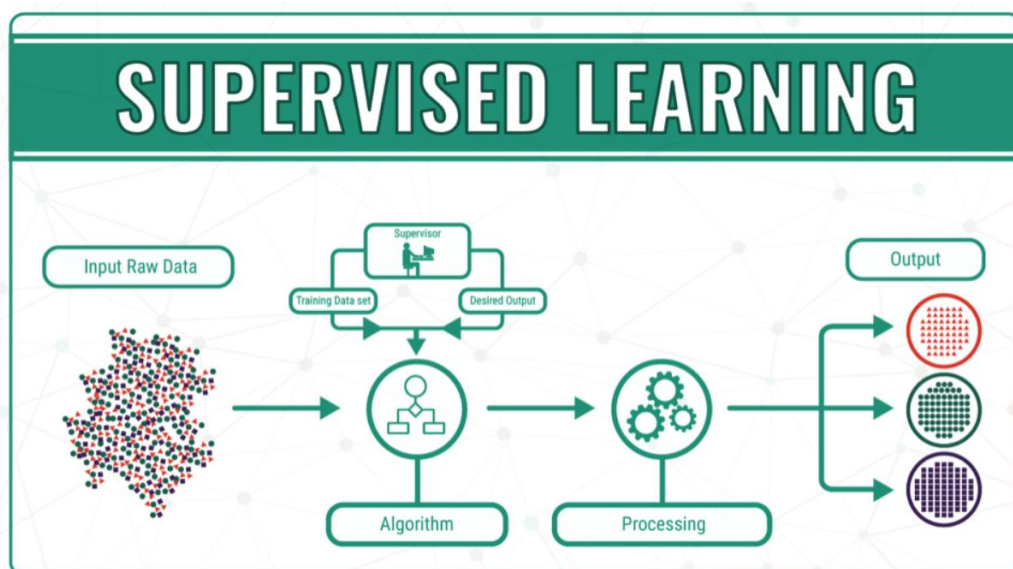 SUPERVISED LEARNING
Supervisor
Input Raw Data
Output
Training Data set
Desired Output
Algorithm
Processing